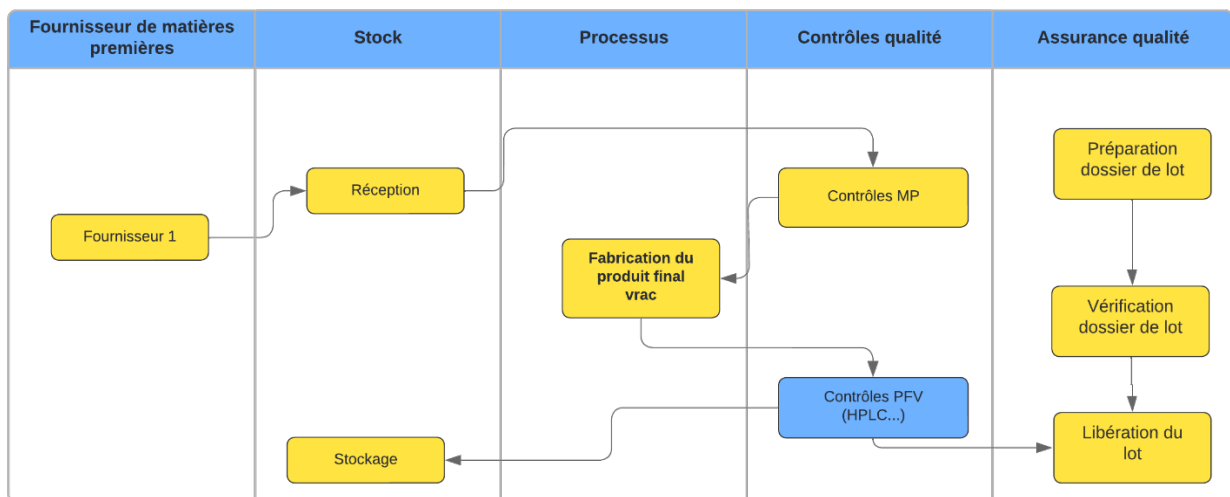 Fournisseur de matières
premières
Stock
Processus
Contrôles qualité
Assurance qualité
Préparation
dossier de lot
Réception
Contrôles MP
Fournisseur 1
Fabrication du
produit final
vrac
Vérification
dossier de lot
Contrôles PFV
(HPLC...)
Libération du
lot
Stockage